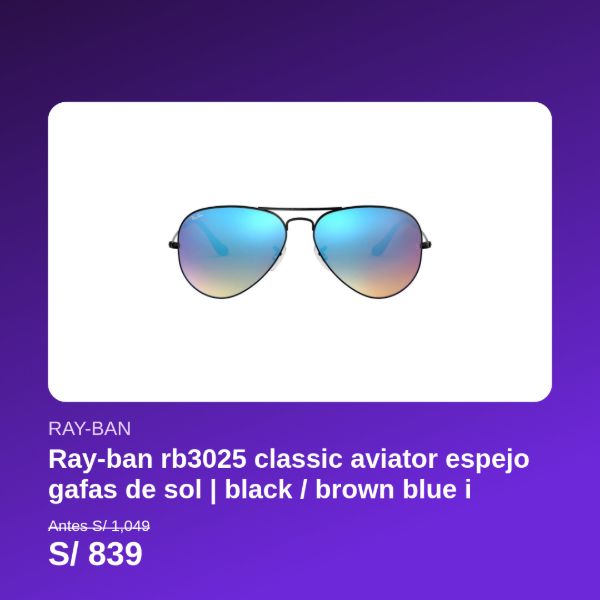 RAY-BAN
Ray-ban rb3025 classic aviator espejo
gafas de sol | black / brown blue i
Antes S/ 1,049
S/ 839